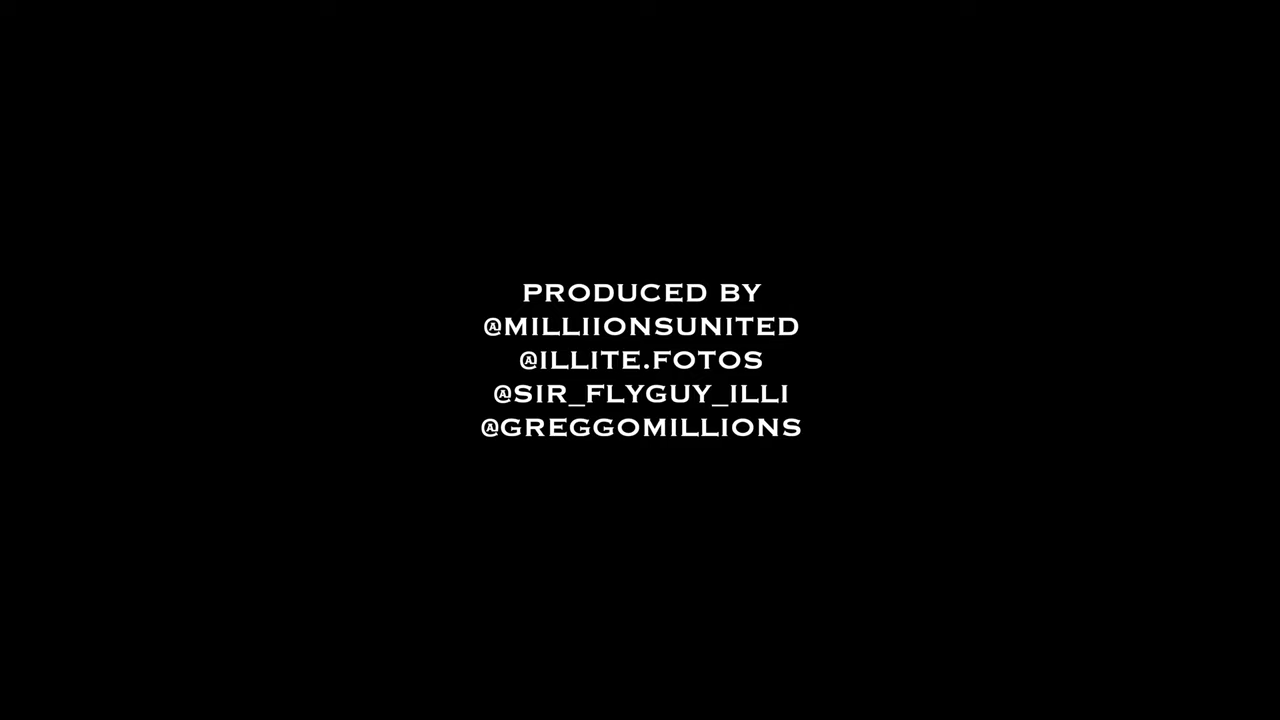 PRODUCED BY
@MILLIIONSUNITED
@ILLITE.FOTOS
@SIR_FLYGUY_ILLI
@GREGGOMILLIONS